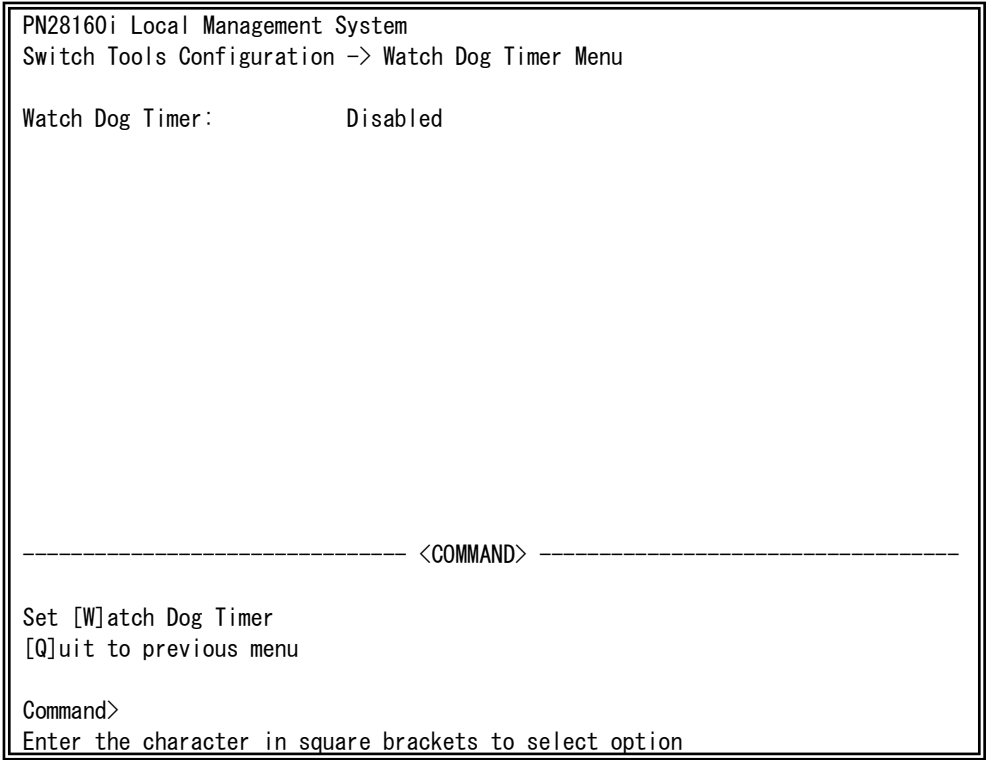 PN28160i Local Management System
Switch Tools Configuration -> Watch Dog Timer Menu
Watch Dog Timer: Disabled
-------------------------------- <COMMAND> -----------------------------------
Set [W]atch Dog Timer
[Q]uit to previous menu
Command>
Enter the character in square brackets to select option